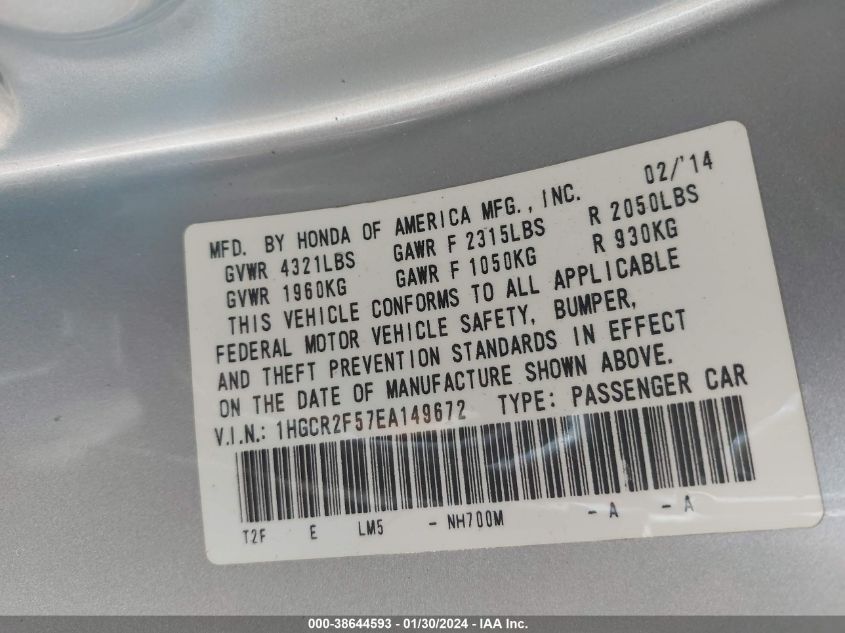 02/'14
MFD. BY HONDA OF AMERICA MFG., INC.
GVWR 4321LBS GAWR F 2315LBS R 2050LBS
GVWR 1960KG GAWR F 1050KG R 930KG
THIS VEHICLE CONFORMS TO ALL APPLICABLE
FEDERAL MOTOR VEHICLE SAFETY, BUMPER,
AND THEFT PREVENTION STANDARDS IN EFFECT
ON THE DATE OF MANUFACTURE SHOWN ABOVE.
V.I.N.: 1HGCR2F57EA149672 TYPE: PASSENGER CAR
T2F E LM5 - NH700M - A - A
000-38644593 - 01/30/2024 - IAA Inc.